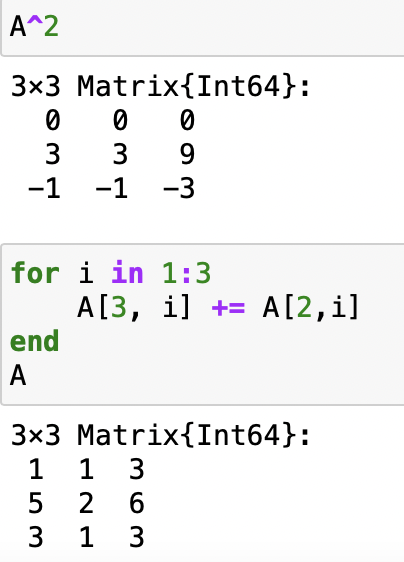 A^2
3×3 Matrix{Int64}:
0 0 0
3 3 9
-1 -1 -3
for i in 1:3
A[3, i] += A[2,i]
end
A
3×3 Matrix{Int64}:
1 1 3
5 2 6
3 1 3